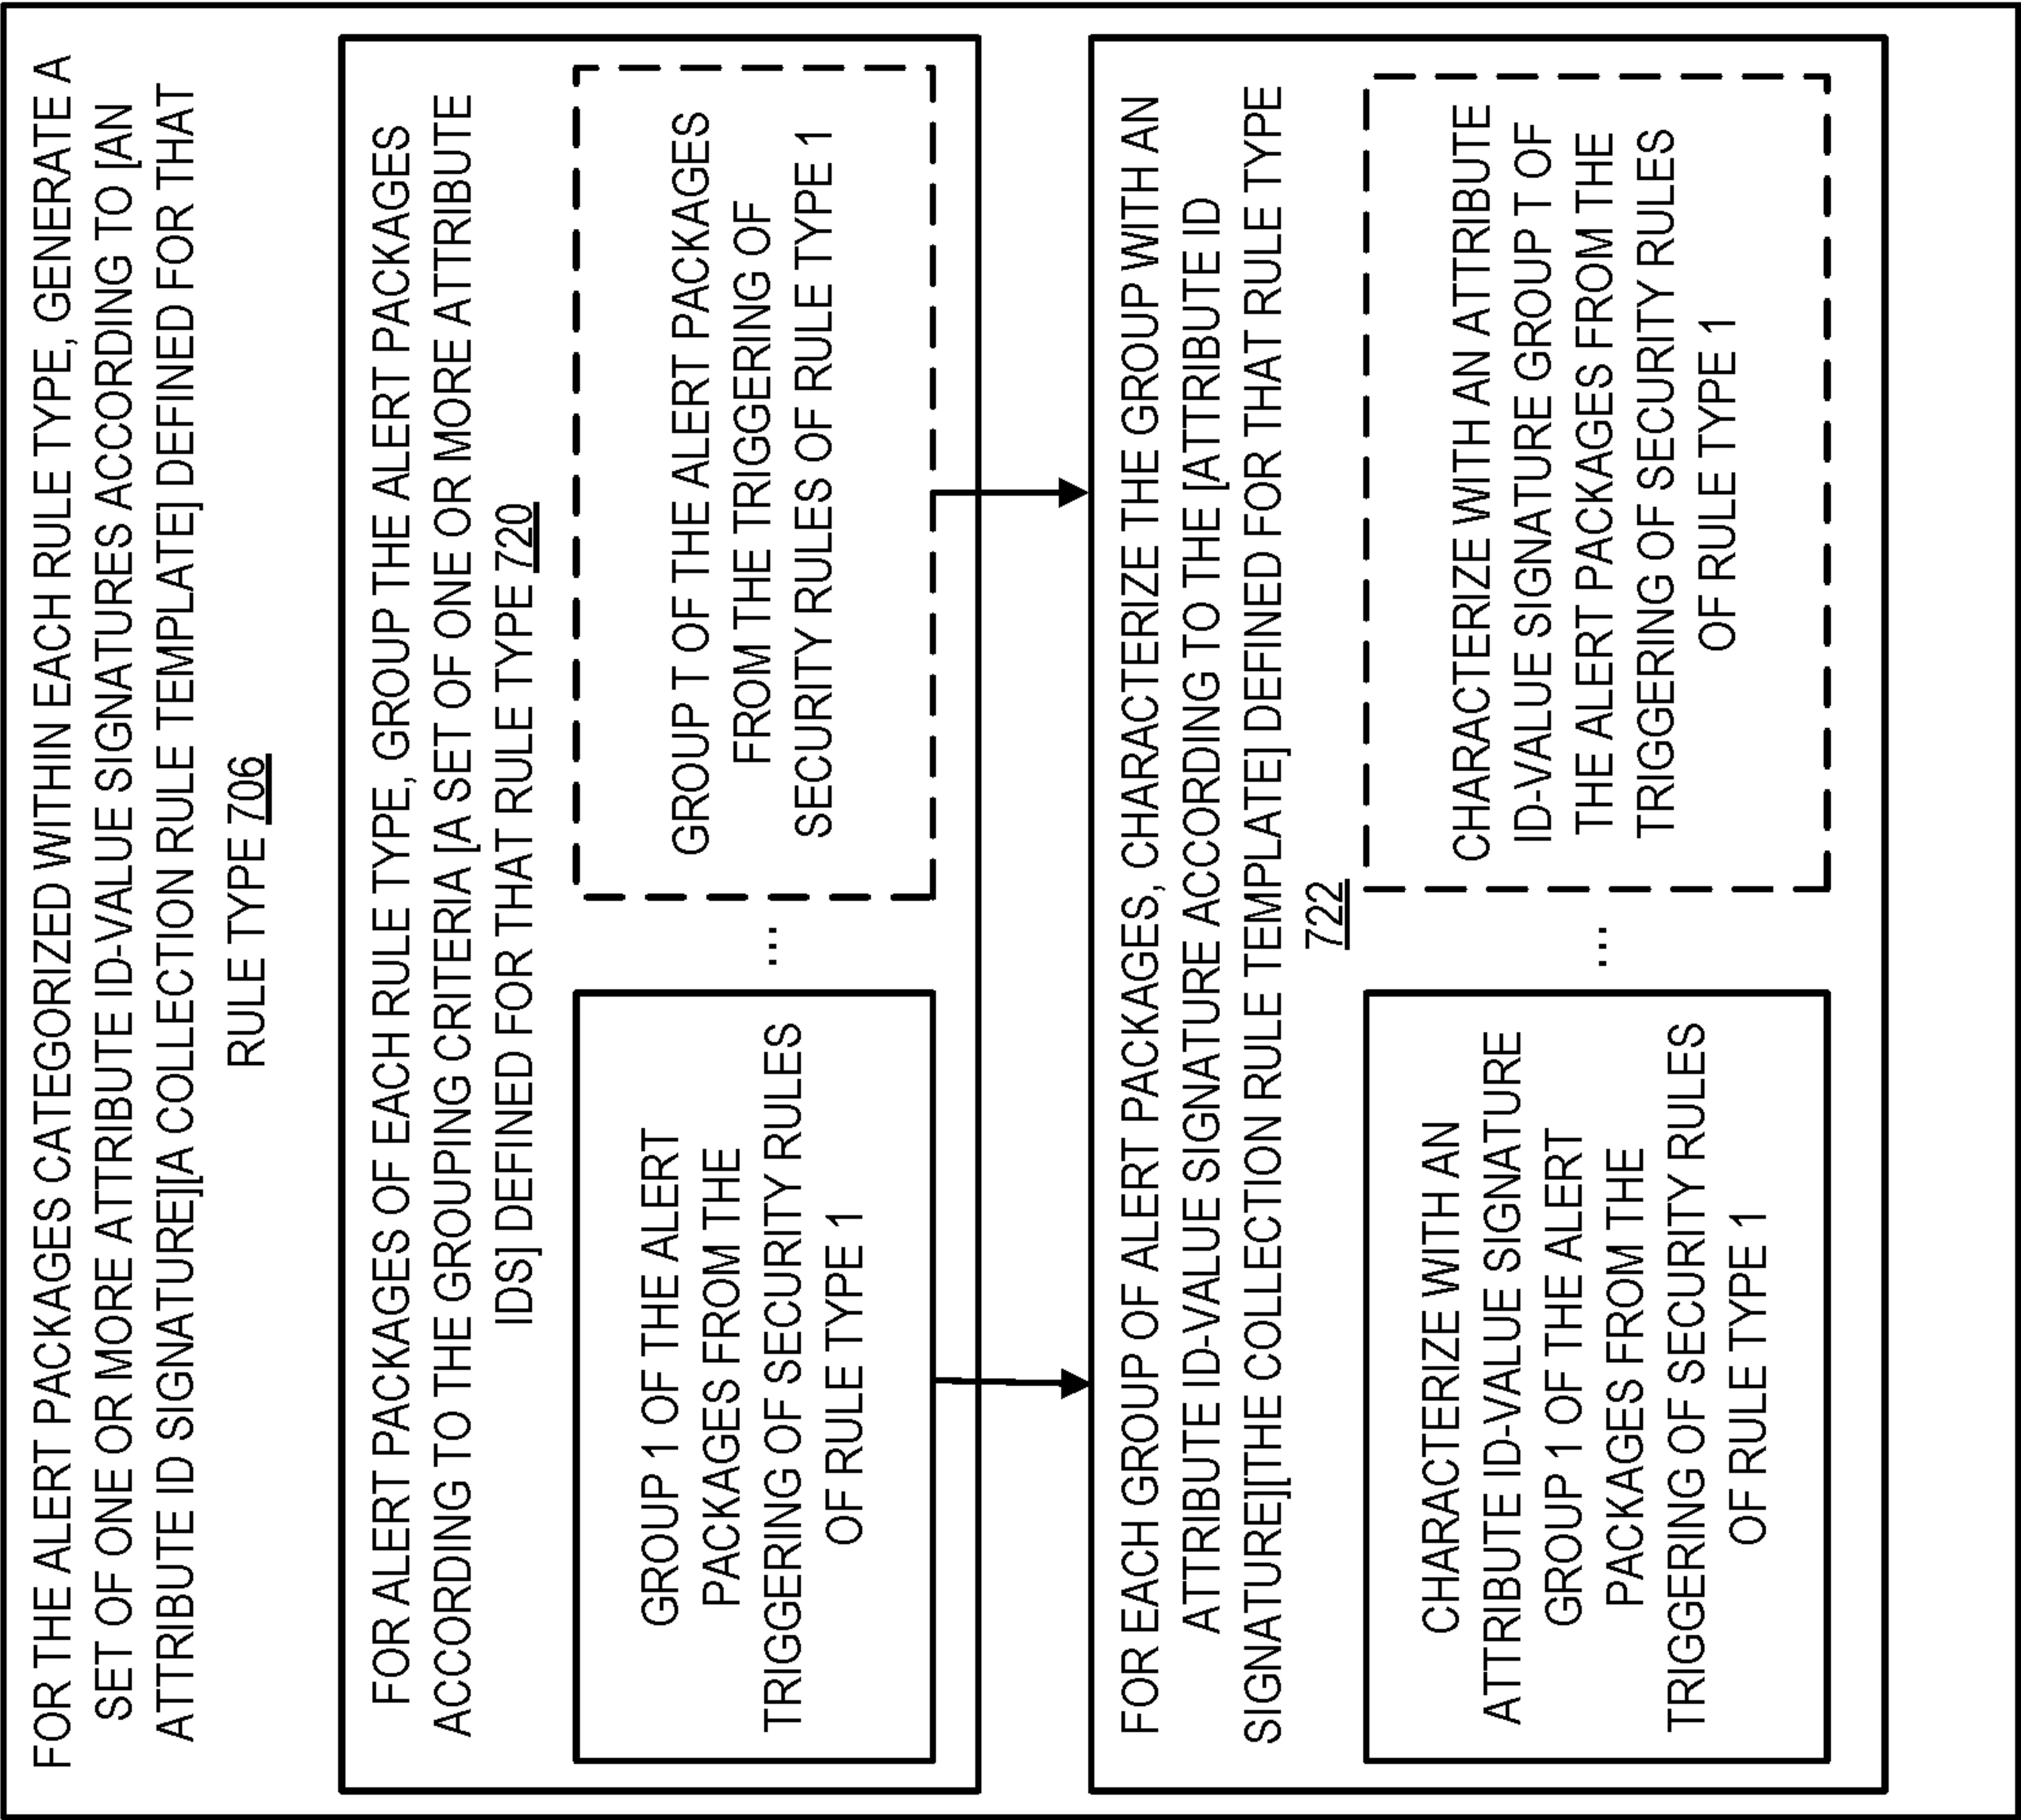 FOR THE ALERT PACKAGES CATEGORIZED WITHIN EACH RULE TYPE, GENERATE A
SET OF ONE OR MORE ATTRIBUTE ID-VALUE SIGNATURES ACCORDING TO [AN
ATTRIBUTE ID SIGNATURE][A COLLECTION RULE TEMPLATE] DEFINED FOR THAT
RULE TYPE 706
FOR ALERT PACKAGES OF EACH RULE TYPE, GROUP THE ALERT PACKAGES
ACCORDING TO THE GROUPING CRITERIA [A SET OF ONE OR MORE ATTRIBUTE
IDS] DEFINED FOR THAT RULE TYPE 720
GROUP 1 OF THE ALERT
PACKAGES FROM THE
TRIGGERING OF SECURITY RULES
OF RULE TYPE 1
...
GROUP T OF THE ALERT PACKAGES
FROM THE TRIGGERING OF
SECURITY RULES OF RULE TYPE 1
FOR EACH GROUP OF ALERT PACKAGES, CHARACTERIZE THE GROUP WITH AN
ATTRIBUTE ID-VALUE SIGNATURE ACCORDING TO THE [ATTRIBUTE ID
SIGNATURE][THE COLLECTION RULE TEMPLATE] DEFINED FOR THAT RULE TYPE
722
CHARACTERIZE WITH AN
ATTRIBUTE ID-VALUE SIGNATURE
GROUP 1 OF THE ALERT
PACKAGES FROM THE
TRIGGERING OF SECURITY RULES
OF RULE TYPE 1
...
CHARACTERIZE WITH AN ATTRIBUTE
ID-VALUE SIGNATURE GROUP T OF
THE ALERT PACKAGES FROM THE
TRIGGERING OF SECURITY RULES
OF RULE TYPE 1